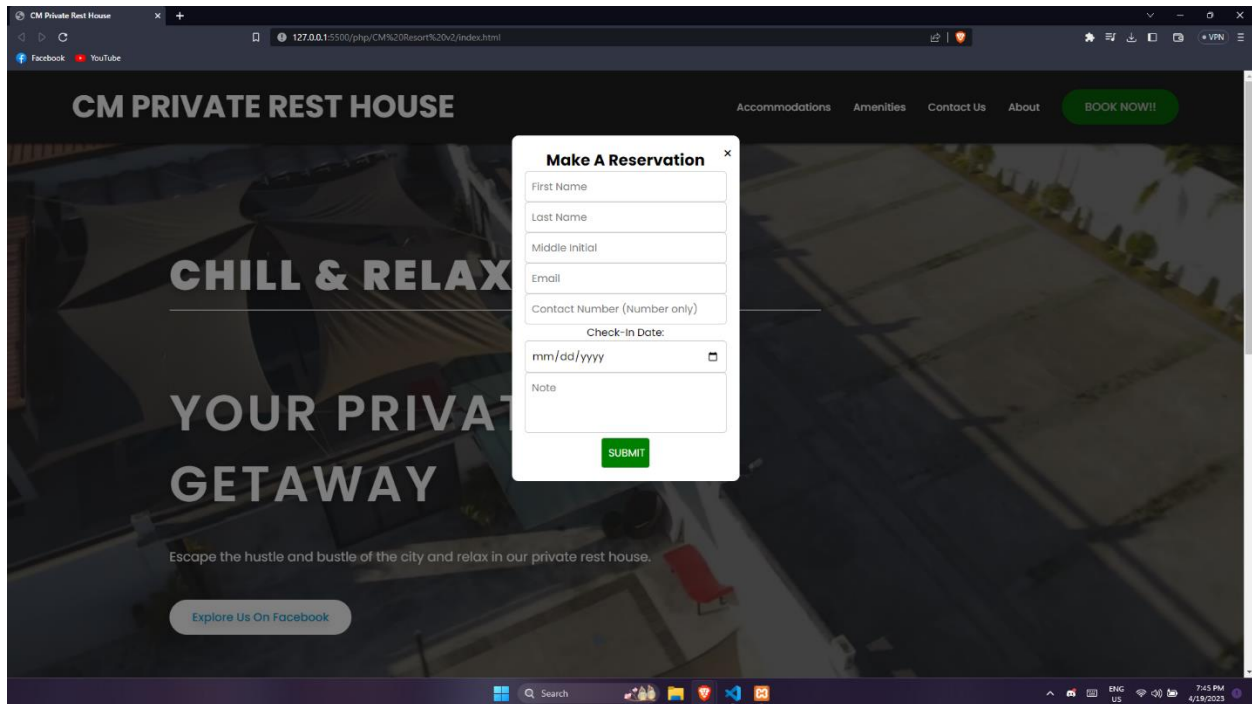 CM Private Rest House
127.0.0.1:5500/php/CM%20Resort%20v2/index.html
VPN
Facebook YouTube
CM PRIVATE REST HOUSE
Accommodations Amenities Contact Us About BOOK NOW!!
Make A Reservation ×
First Name
Last Name
Middle Initial
Email
Contact Number (Number only)
Check-In Date:
mm/dd/yyyy
Note
SUBMIT
CHILL & RELAX
YOUR PRIVAT
GETAWAY
Escape the hustle and bustle of the city and relax in our private rest house.
Explore Us On Facebook
Search
ENG
US
7:45 PM
4/19/2023